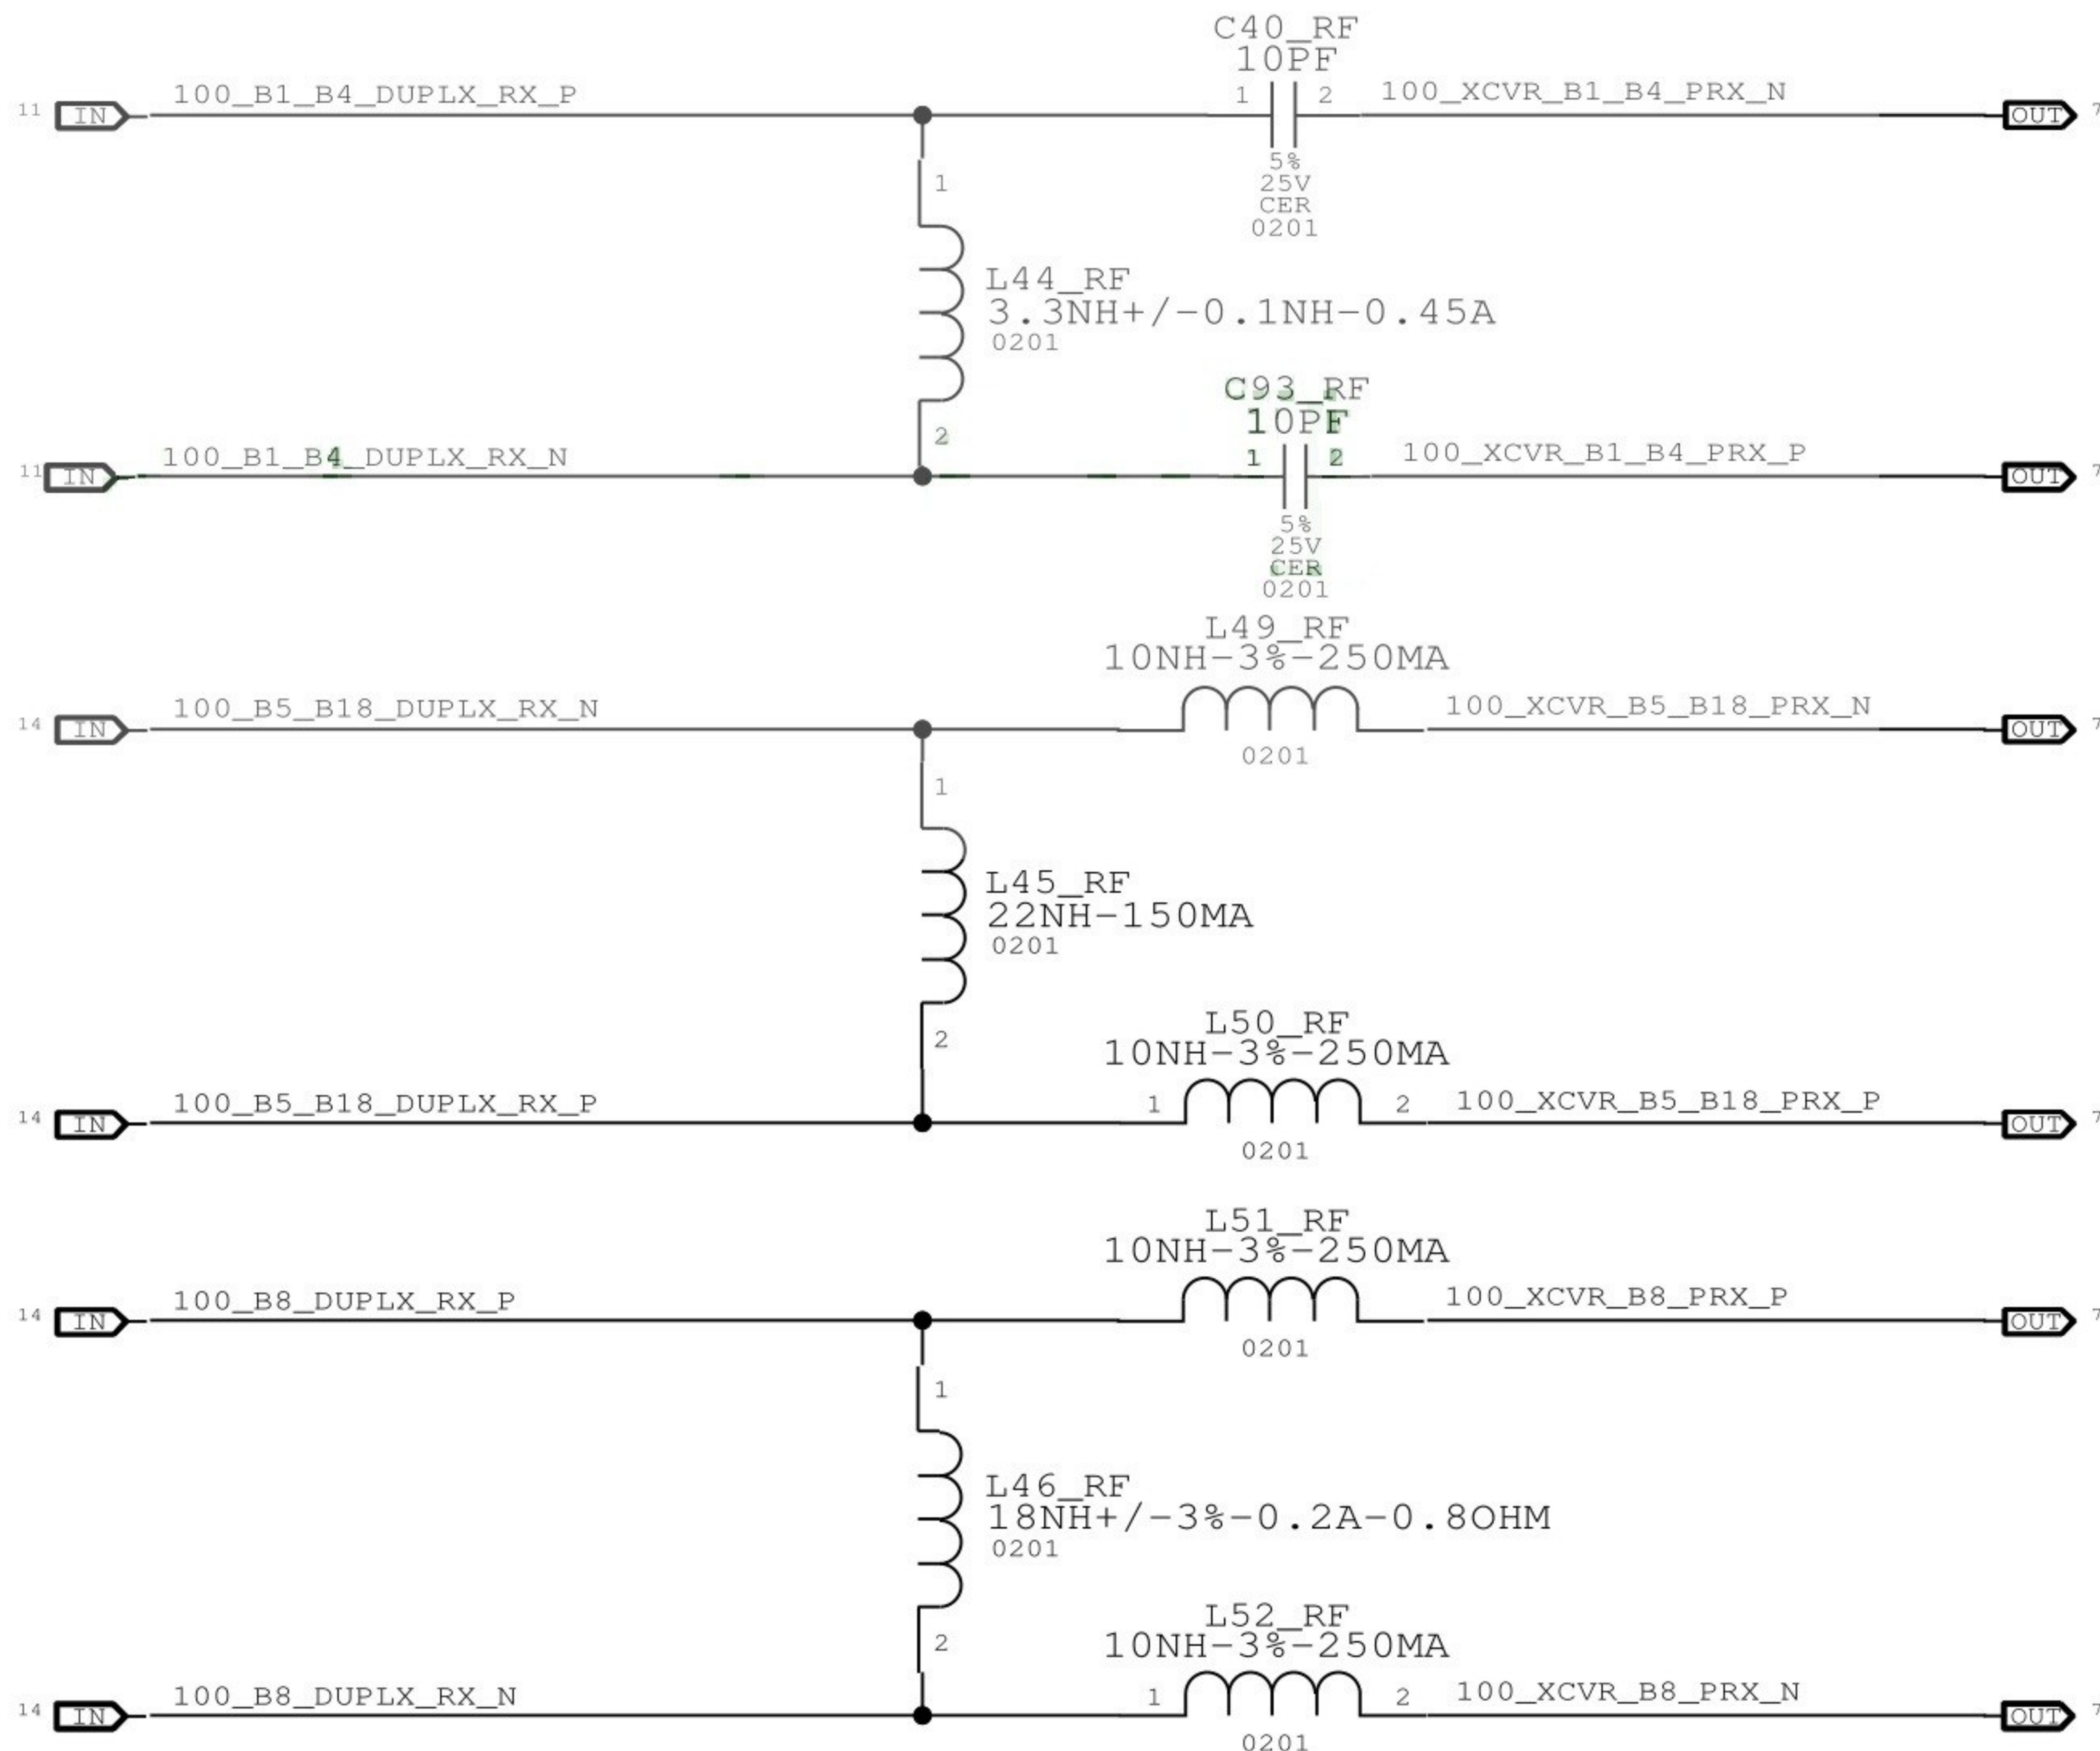 C40_RF
10PF
11 IN 100_B1_B4_DUPLX_RX_P 1 2 100_XCVR_B1_B4_PRX_N OUT 7
5%
25V
CER
0201
1
L44_RF
3.3NH+/-0.1NH-0.45A
0201
2
C93_RF
10PF
11 IN 100_B1_B4_DUPLX_RX_N 1 2 100_XCVR_B1_B4_PRX_P OUT 7
5%
25V
CER
0201
L49_RF
10NH-3%-250MA
14 IN 100_B5_B18_DUPLX_RX_N 100_XCVR_B5_B18_PRX_N OUT 7
0201
1
L45_RF
22NH-150MA
0201
2
L50_RF
10NH-3%-250MA
14 IN 100_B5_B18_DUPLX_RX_P 1 2 100_XCVR_B5_B18_PRX_P OUT 7
0201
L51_RF
10NH-3%-250MA
14 IN 100_B8_DUPLX_RX_P 100_XCVR_B8_PRX_P OUT 7
0201
1
L46_RF
18NH+/-3%-0.2A-0.8OHM
0201
2
L52_RF
10NH-3%-250MA
14 IN 100_B8_DUPLX_RX_N 1 2 100_XCVR_B8_PRX_N OUT 7
0201